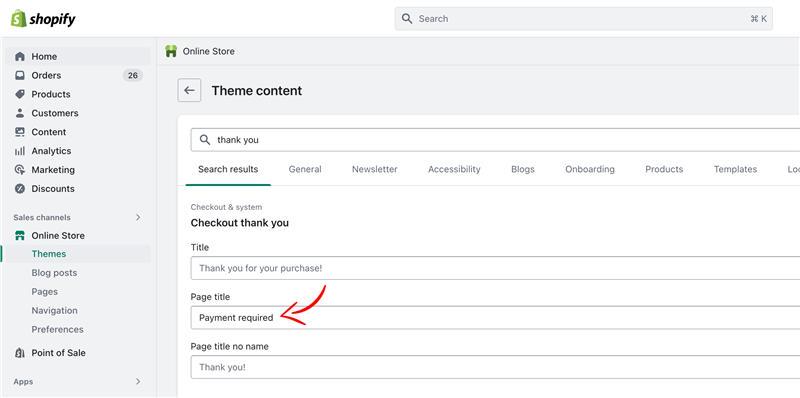 shopify
Search
⌘ K
Home
Orders 26
Products
Customers
Content
Analytics
Marketing
Discounts
Sales channels
Online Store
Themes
Blog posts
Pages
Navigation
Preferences
Point of Sale
Apps
Online Store
Theme content
thank you
Search results General Newsletter Accessibility Blogs Onboarding Products Templates Loc
Checkout & system
Checkout thank you
Title
Thank you for your purchase!
Page title
Payment required
Page title no name
Thank you!